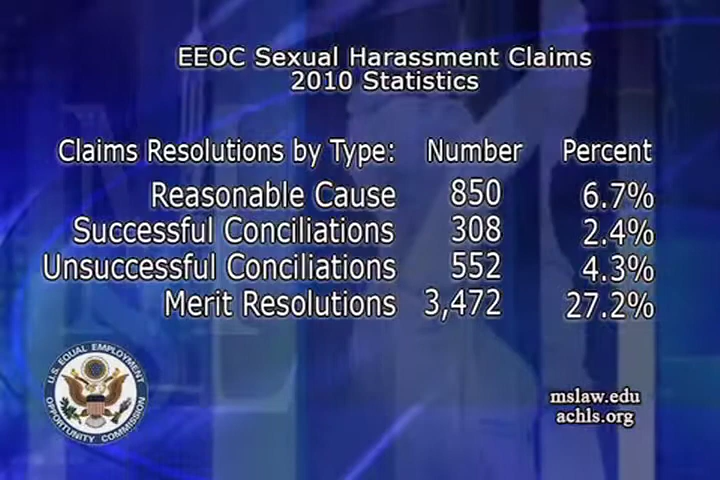 EEOC Sexual Harassment Claims
2010 Statistics
Claims Resolutions by Type: Number Percent
Reasonable Cause 850 6.7%
Successful Conciliations 308 2.4%
Unsuccessful Conciliations 552 4.3%
Merit Resolutions 3,472 27.2%
U.S. EQUAL EMPLOYMENT
OPPORTUNITY COMMISSION
mslaw.edu
achls.org